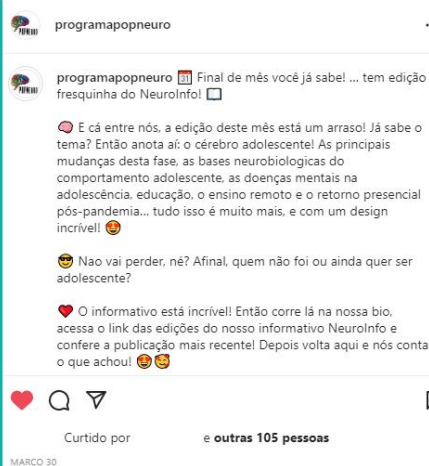 programapopneuro
programapopneuro 📅 Final de mês você já sabe! ... tem edição
fresquinha do NeuroInfo! 📖
🧠 E cá entre nós, a edição deste mês está um arraso! Já sabe o
tema? Então anota aí: o cérebro adolescente! As principais
mudanças desta fase, as bases neurobiologicas do
comportamento adolescente, as doenças mentais na
adolescência, educação, o ensino remoto e o retorno presencial
pós-pandemia... tudo isso é muito mais, e com um design
incrível! 🤩
😎 Nao vai perder, né? Afinal, quem não foi ou ainda quer ser
adolescente?
❤️ O informativo está incrível! Então corre lá na nossa bio,
acessa o link das edições do nosso informativo NeuroInfo e
confere a publicação mais recente! Depois volta aqui e nós conta
o que achou! 🤩🥰
Curtido por e outras 105 pessoas
MARÇO 30